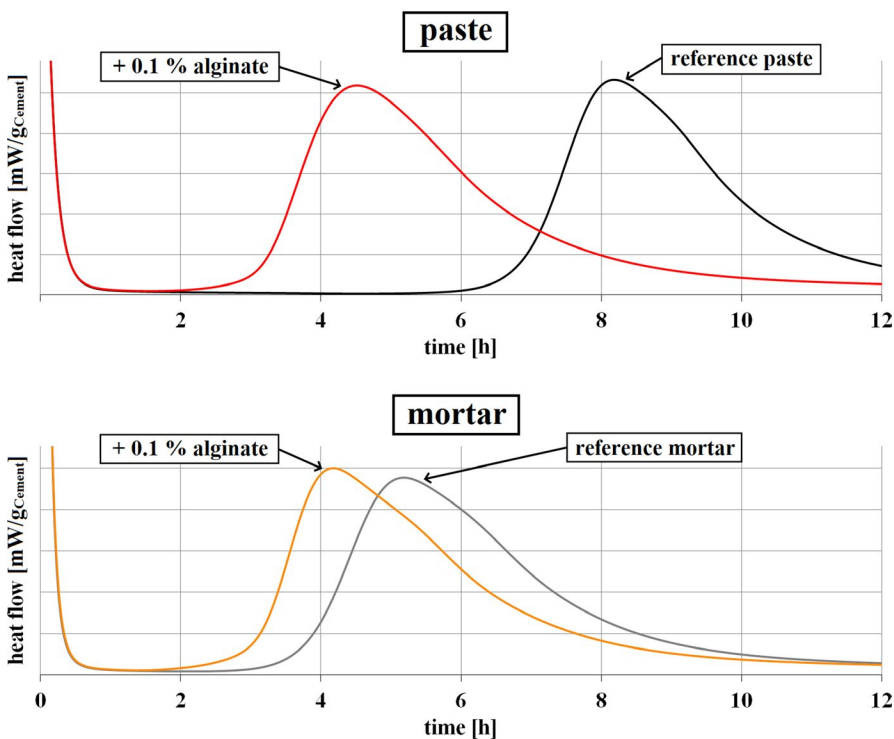 paste
+ 0.1 % alginate
reference paste
heat flow [mW/gCement]
2 4 6 8 10 12
time [h]
mortar
+ 0.1 % alginate
reference mortar
heat flow [mW/gCement]
0 2 4 6 8 10 12
time [h]